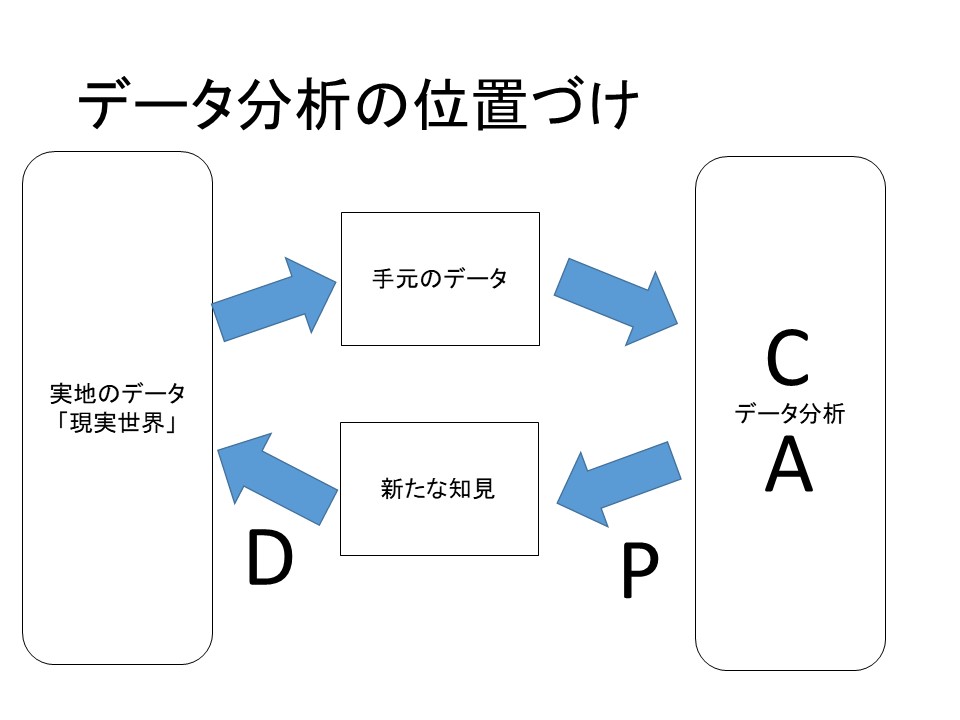 データ分析の位置づけ
実地のデータ
「現実世界」
手元のデータ
新たな知見
D
P
C
データ分析
A